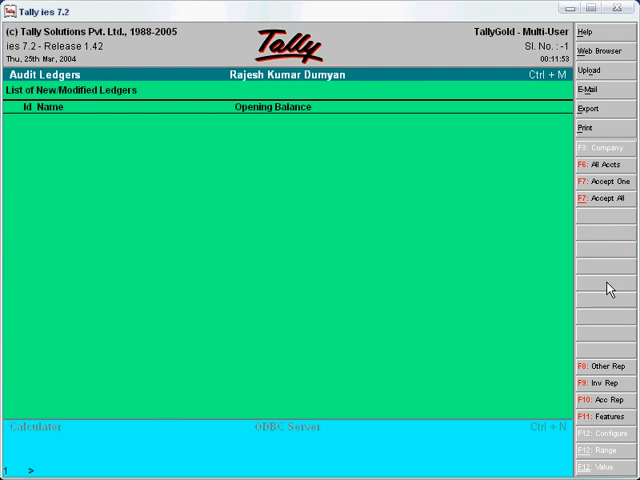 Tally ies 7.2
(c) Tally Solutions Pvt. Ltd., 1988-2005
TallyGold - Multi-User
ies 7.2 - Release 1.42
Sl. No. : -1
Thu, 25th Mar, 2004
00:11:53
Tally
Audit Ledgers
Rajesh Kumar Dumyan
Ctrl + M
List of New/Modified Ledgers
Id Name
Opening Balance
Calculator
ODBC Server
Ctrl + N
1 >
Help
Web Browser
Upload
E-Mail
Export
Print
F3: Company
F6: All Accts
F7: Accept One
F7: Accept All
F8: Other Rep
F9: Inv Rep
F10: Acc Rep
F11: Features
F12: Configure
F12: Range
F12: Value